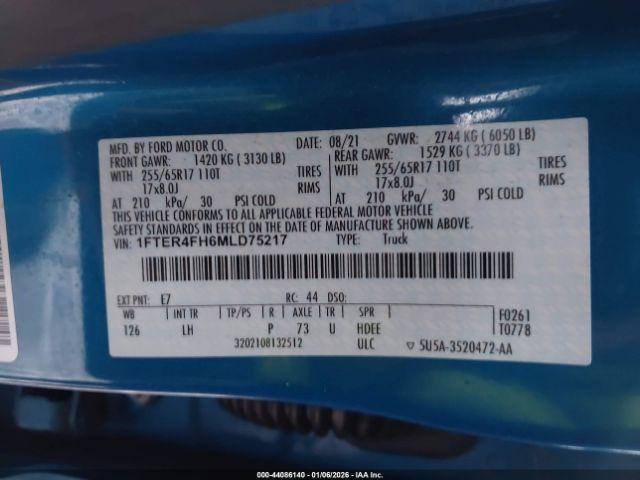 MFD. BY FORD MOTOR CO. DATE: 08/21 GVWR: 2744 KG ( 6050 LB)
FRONT GAWR: 1420 KG ( 3130 LB) REAR GAWR: 1529 KG ( 3370 LB)
WITH 255/65R17 110T TIRES WITH 255/65R17 110T TIRES
17x8.0J RIMS 17x8.0J RIMS
AT 210 kPa/ 30 PSI COLD AT 210 kPa/ 30 PSI COLD
THIS VEHICLE CONFORMS TO ALL APPLICABLE FEDERAL MOTOR VEHICLE
SAFETY STANDARDS IN EFFECT ON THE DATE OF MANUFACTURE SHOWN ABOVE.
VIN: 1FTER4FH6MLD75217 TYPE: Truck
EXT PNT: E7 RC: 44 DSO: F0261
WB INT TR TP/PS R AXLE TR SPR T0778
126 LH P 73 U HDEE
3202108132512 ULC 5U5A-3520472-AA
000-44086140 - 01/06/2026 - IAA Inc.